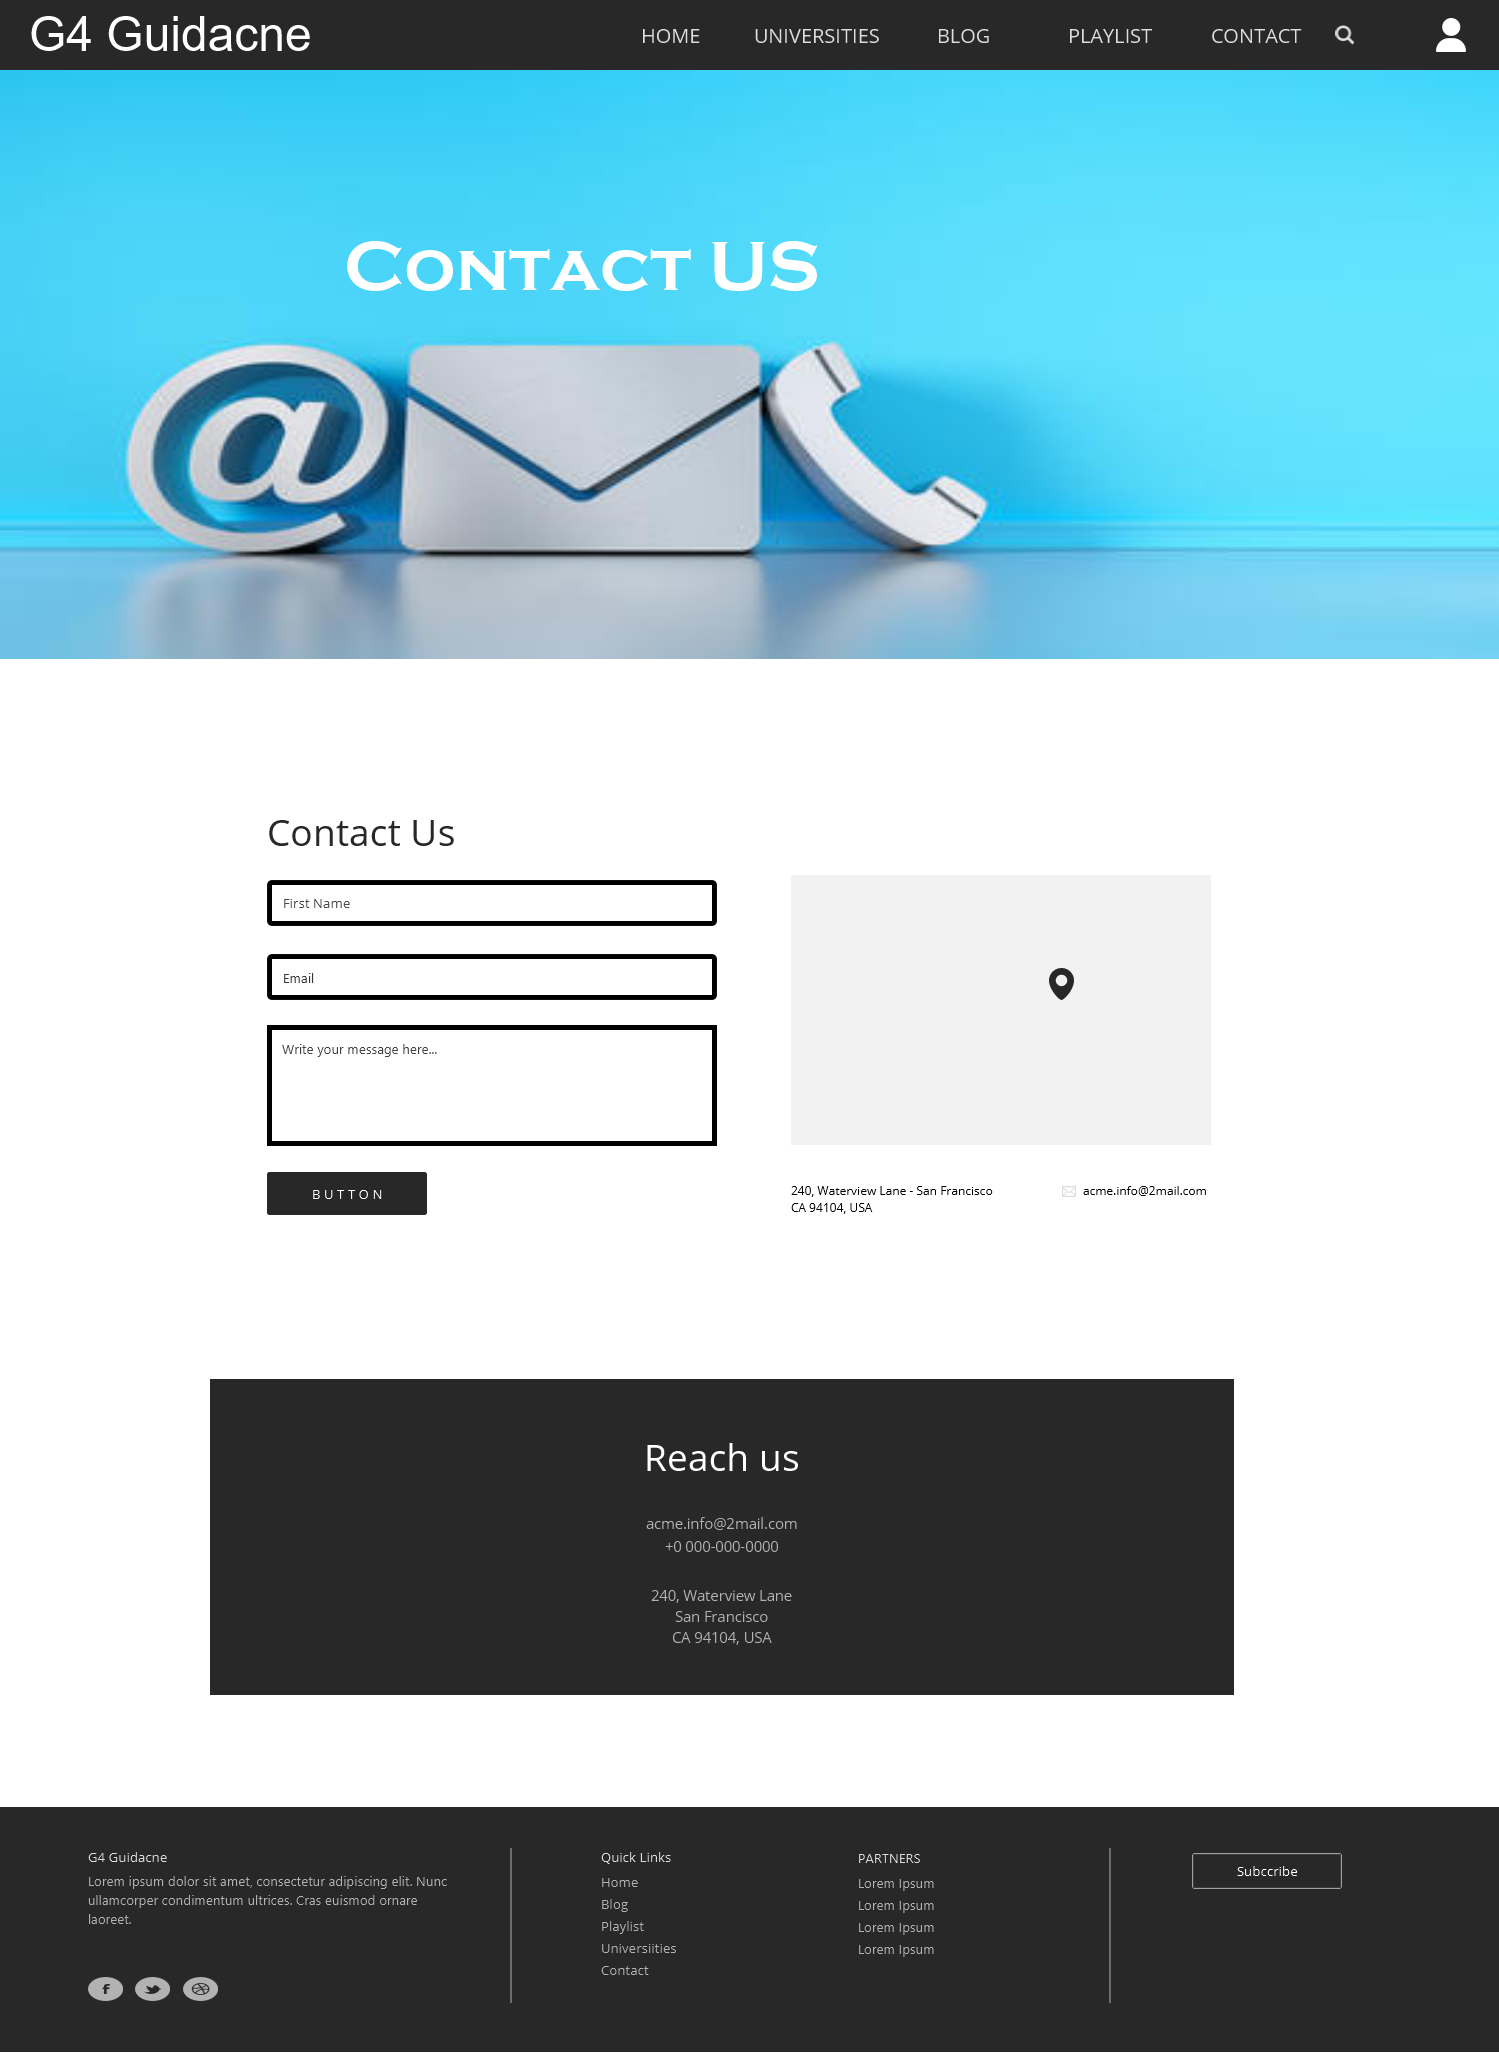 G4 Guidacne
HOME UNIVERSITIES BLOG PLAYLIST CONTACT
CONTACT US
Contact Us
First Name
Email
Write your message here...
BUTTON
240, Waterview Lane - San Francisco
CA 94104, USA
acme.info@2mail.com
Reach us
acme.info@2mail.com
+0 000-000-0000
240, Waterview Lane
San Francisco
CA 94104, USA
G4 Guidacne
Lorem ipsum dolor sit amet, consectetur adipiscing elit. Nunc
ullamcorper condimentum ultrices. Cras euismod ornare
laoreet.
Quick Links
Home
Blog
Playlist
Universiities
Contact
PARTNERS
Lorem Ipsum
Lorem Ipsum
Lorem Ipsum
Lorem Ipsum
Subccribe